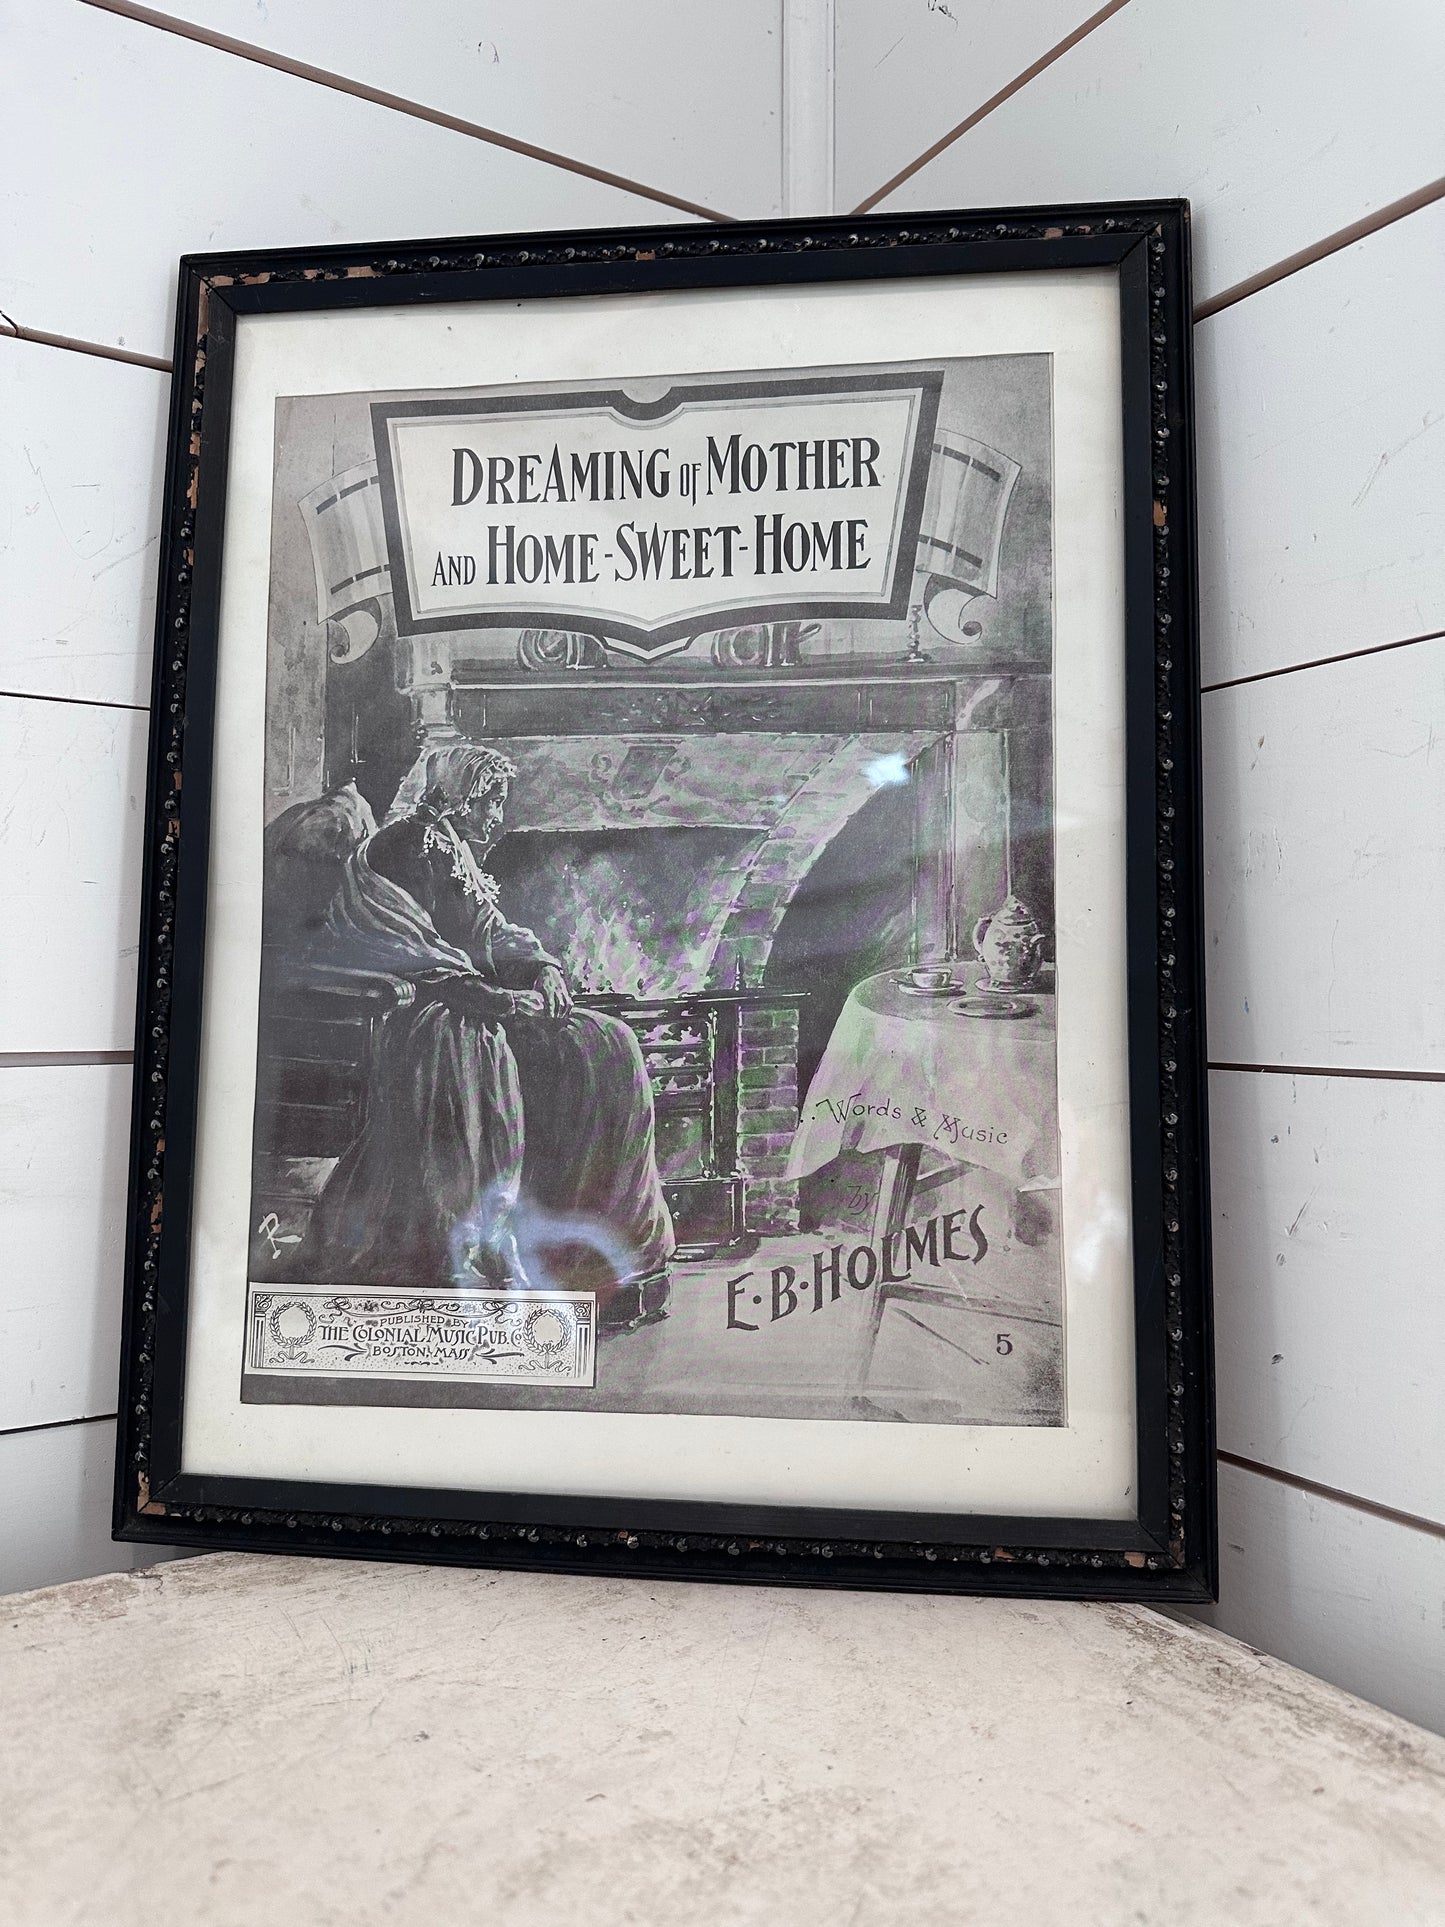 DREAMING OF MOTHER
AND HOME-SWEET-HOME
..Words & Music
by
E·B·HOLMES
5
R
PUBLISHED BY
THE COLONIAL MUSIC PUB. CO
BOSTON, MASS